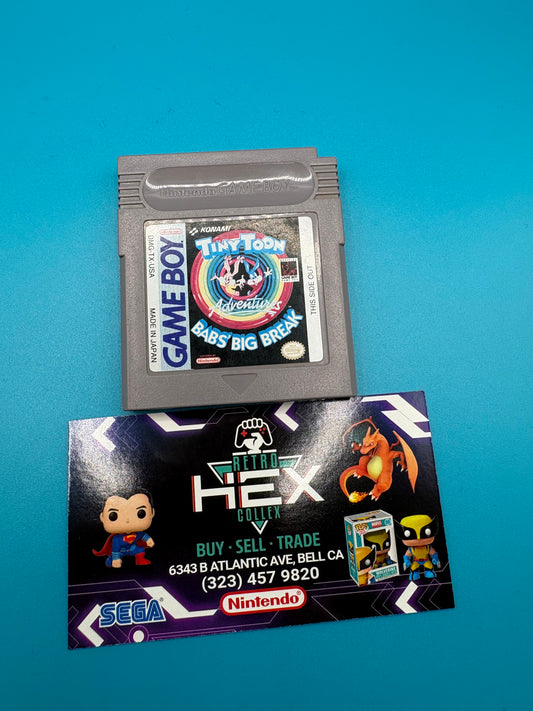 Nintendo GAME BOY
GAME BOY
DMG-TX-USA
MADE IN JAPAN
KONAMI
TINY TOON
Adventures
BABS' BIG BREAK
Nintendo
THIS SIDE OUT
RETRO
HEX
COLLEX
BUY · SELL · TRADE
6343 B ATLANTIC AVE, BELL CA
(323) 457 9820
SEGA
Nintendo